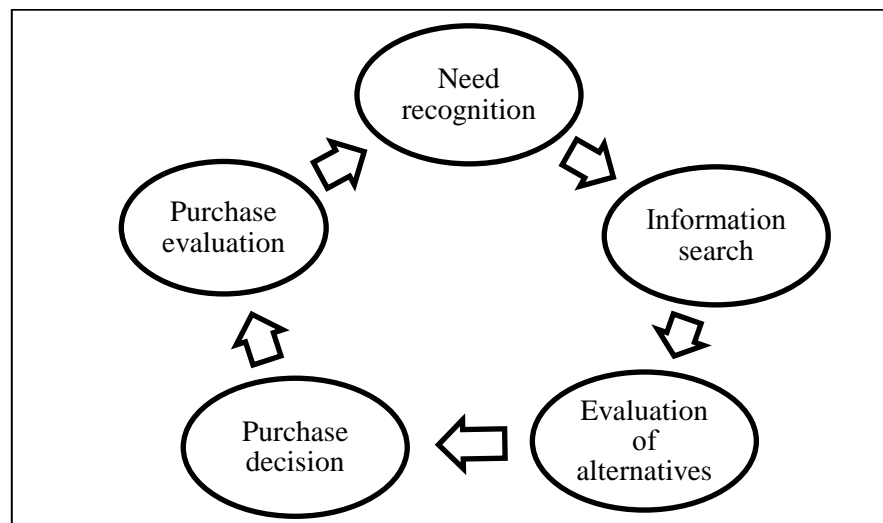 Need
recognition
Information
search
Evaluation
of
alternatives
Purchase
decision
Purchase
evaluation